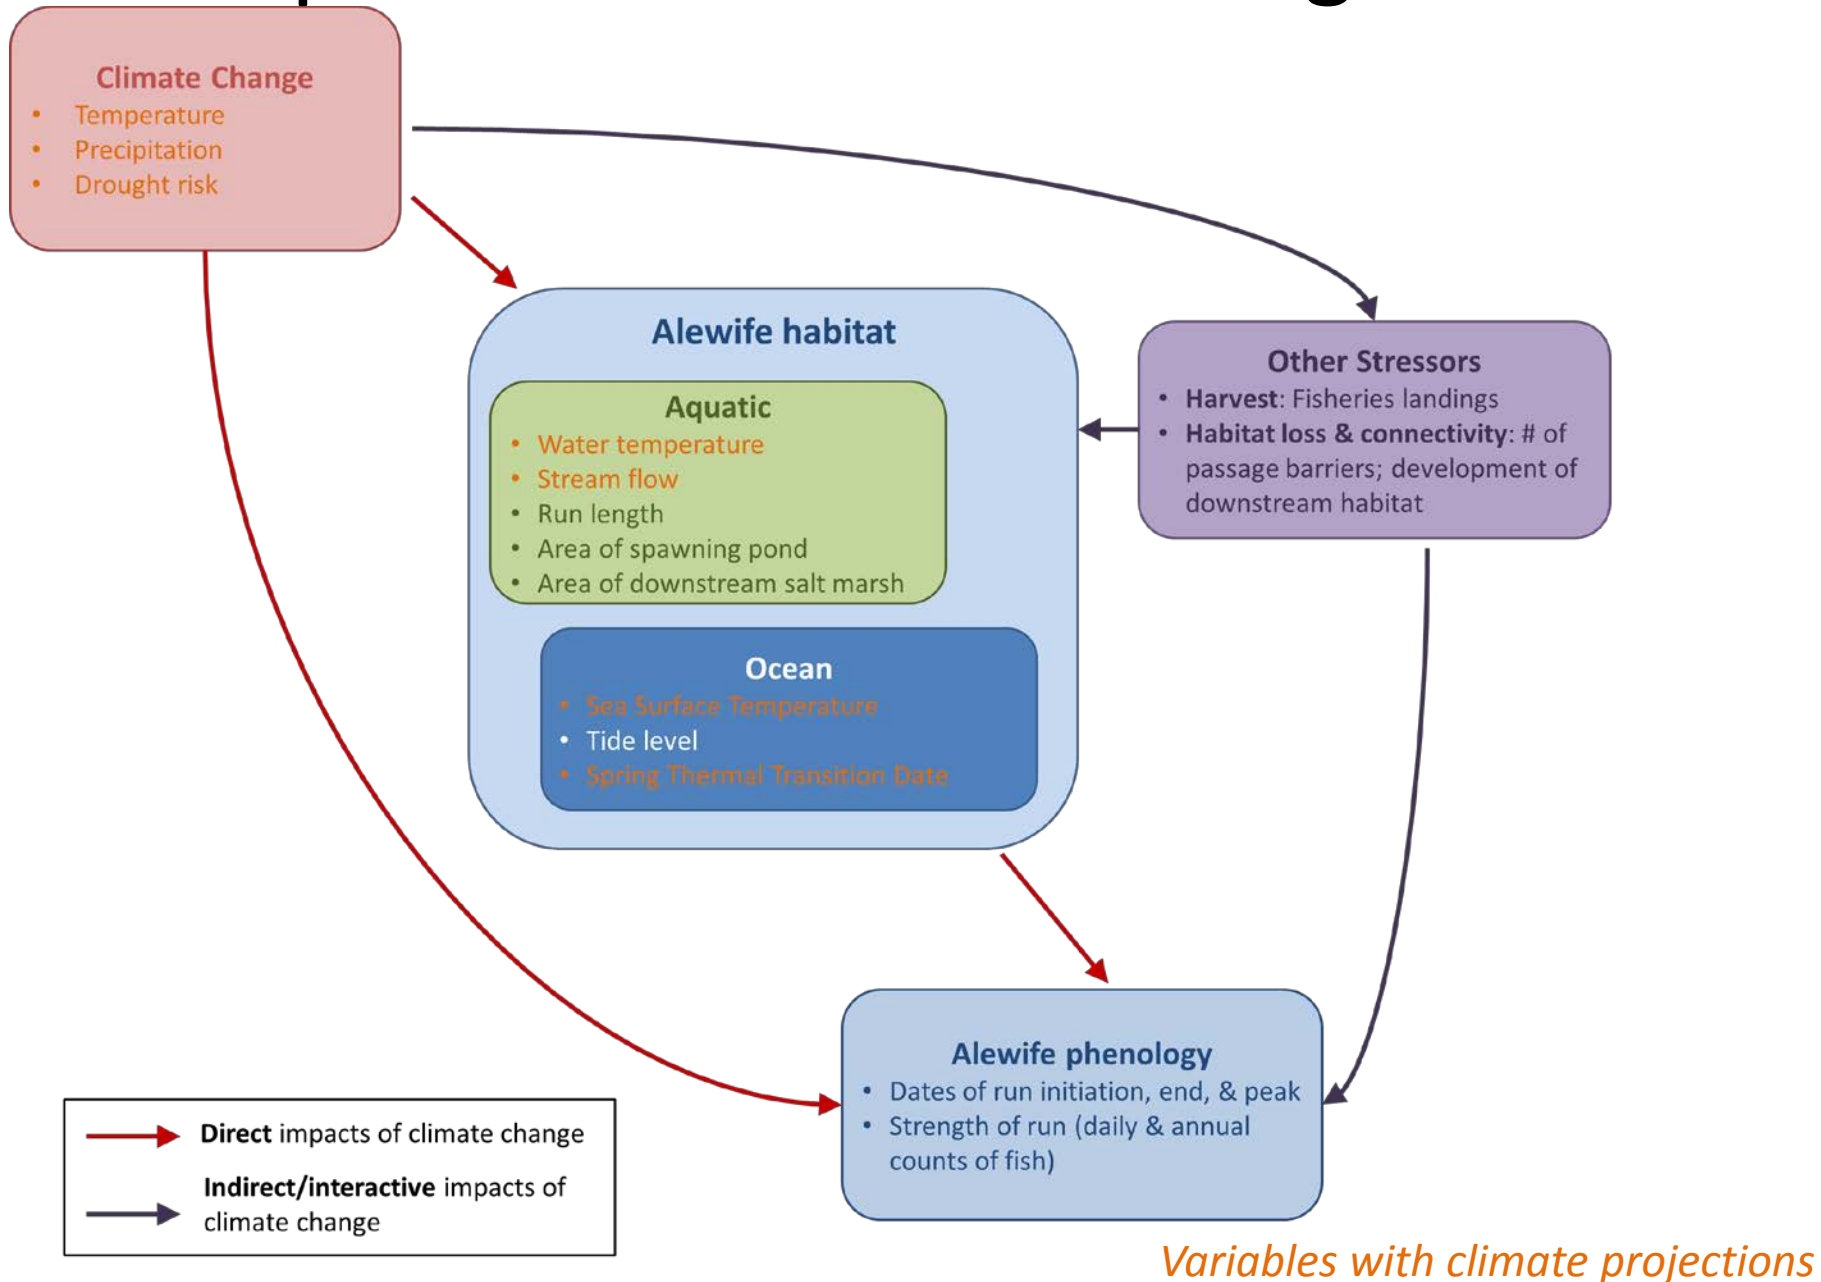 Climate Change
• Temperature
• Precipitation
• Drought risk
Alewife habitat
Aquatic
• Water temperature
• Stream flow
• Run length
• Area of spawning pond
• Area of downstream salt marsh
Ocean
• Sea Surface Temperature
• Tide level
• Spring Thermal Transition Date
Other Stressors
• Harvest: Fisheries landings
• Habitat loss & connectivity: # of
passage barriers; development of
downstream habitat
Alewife phenology
• Dates of run initiation, end, & peak
• Strength of run (daily & annual
counts of fish)
Direct impacts of climate change
Indirect/interactive impacts of
climate change
Variables with climate projections